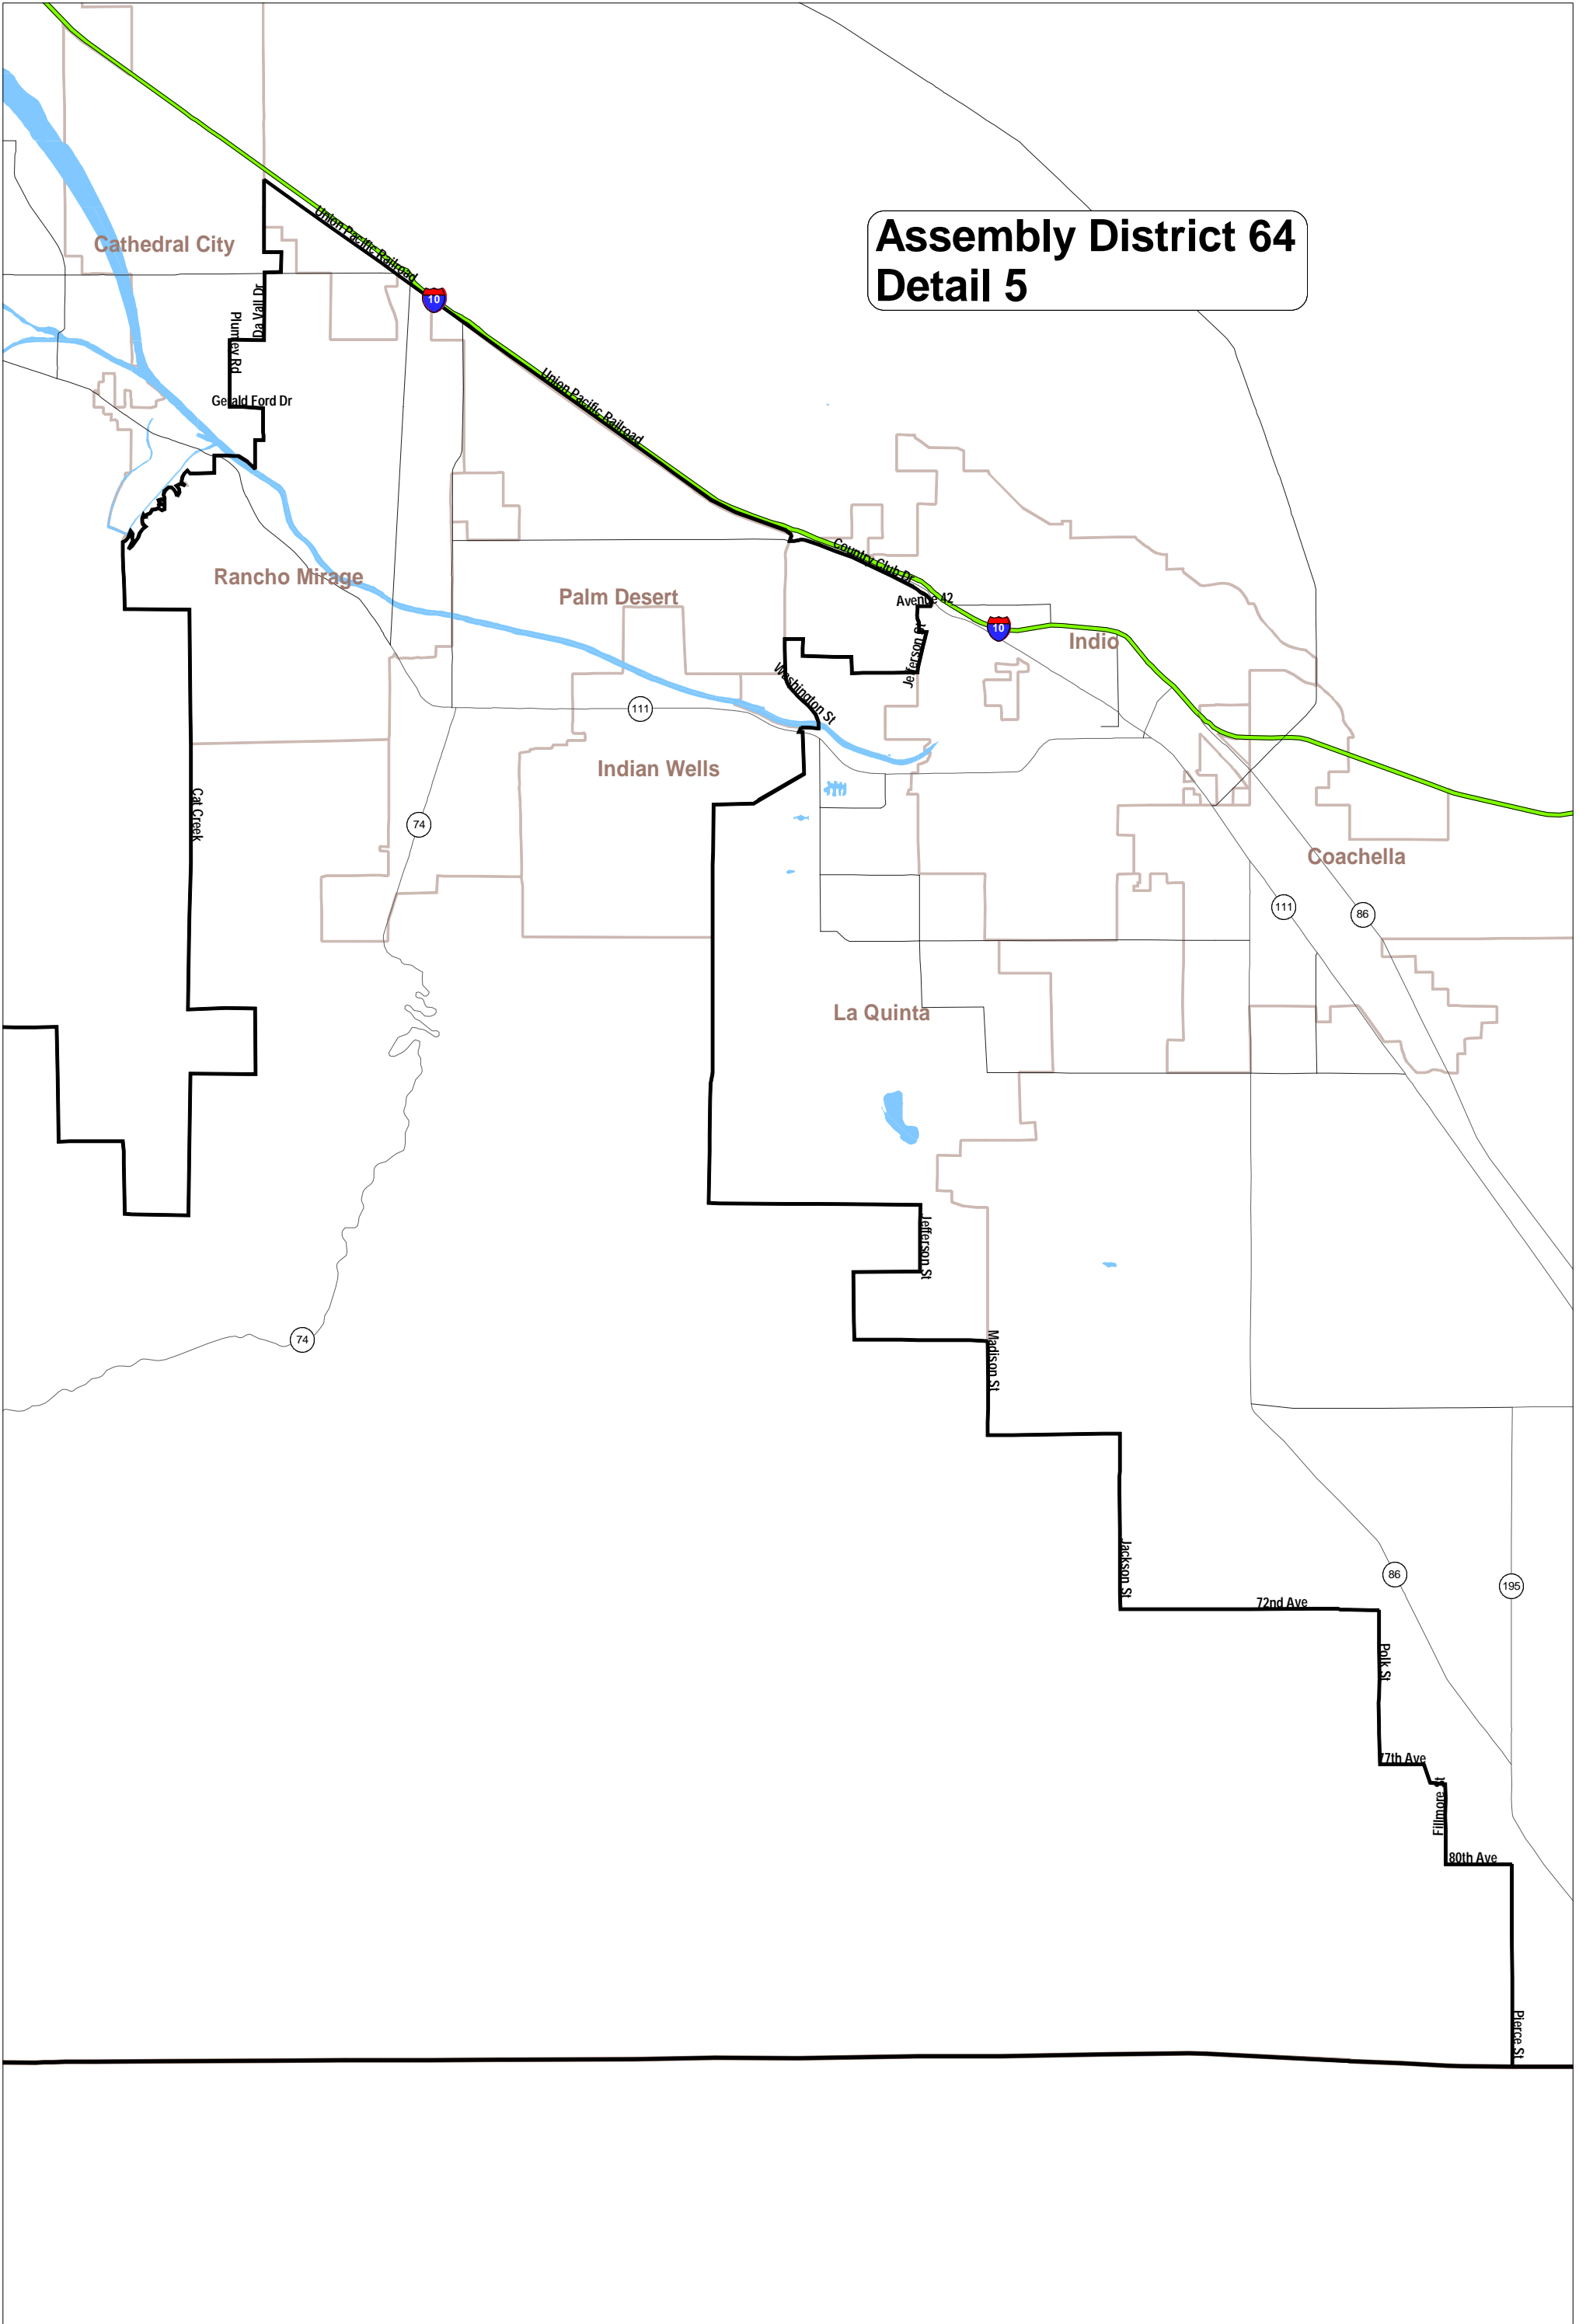 Assembly District 64
Detail 5
Union Pacific Railroad
Cathedral City
10
Da Vall Dr
Plumley Rd
Union Pacific Railroad
Gerald Ford Dr
Country Club Dr
Rancho Mirage
Palm Desert
Avenue 42
10
Indio
Jefferson St
Washington St
111
Indian Wells
Cat Creek
74
Coachella
111
86
La Quinta
Jefferson St
74
Madison St
Jackson St
86
195
72nd Ave
Polk St
77th Ave
Fillmore St
80th Ave
Pierce St